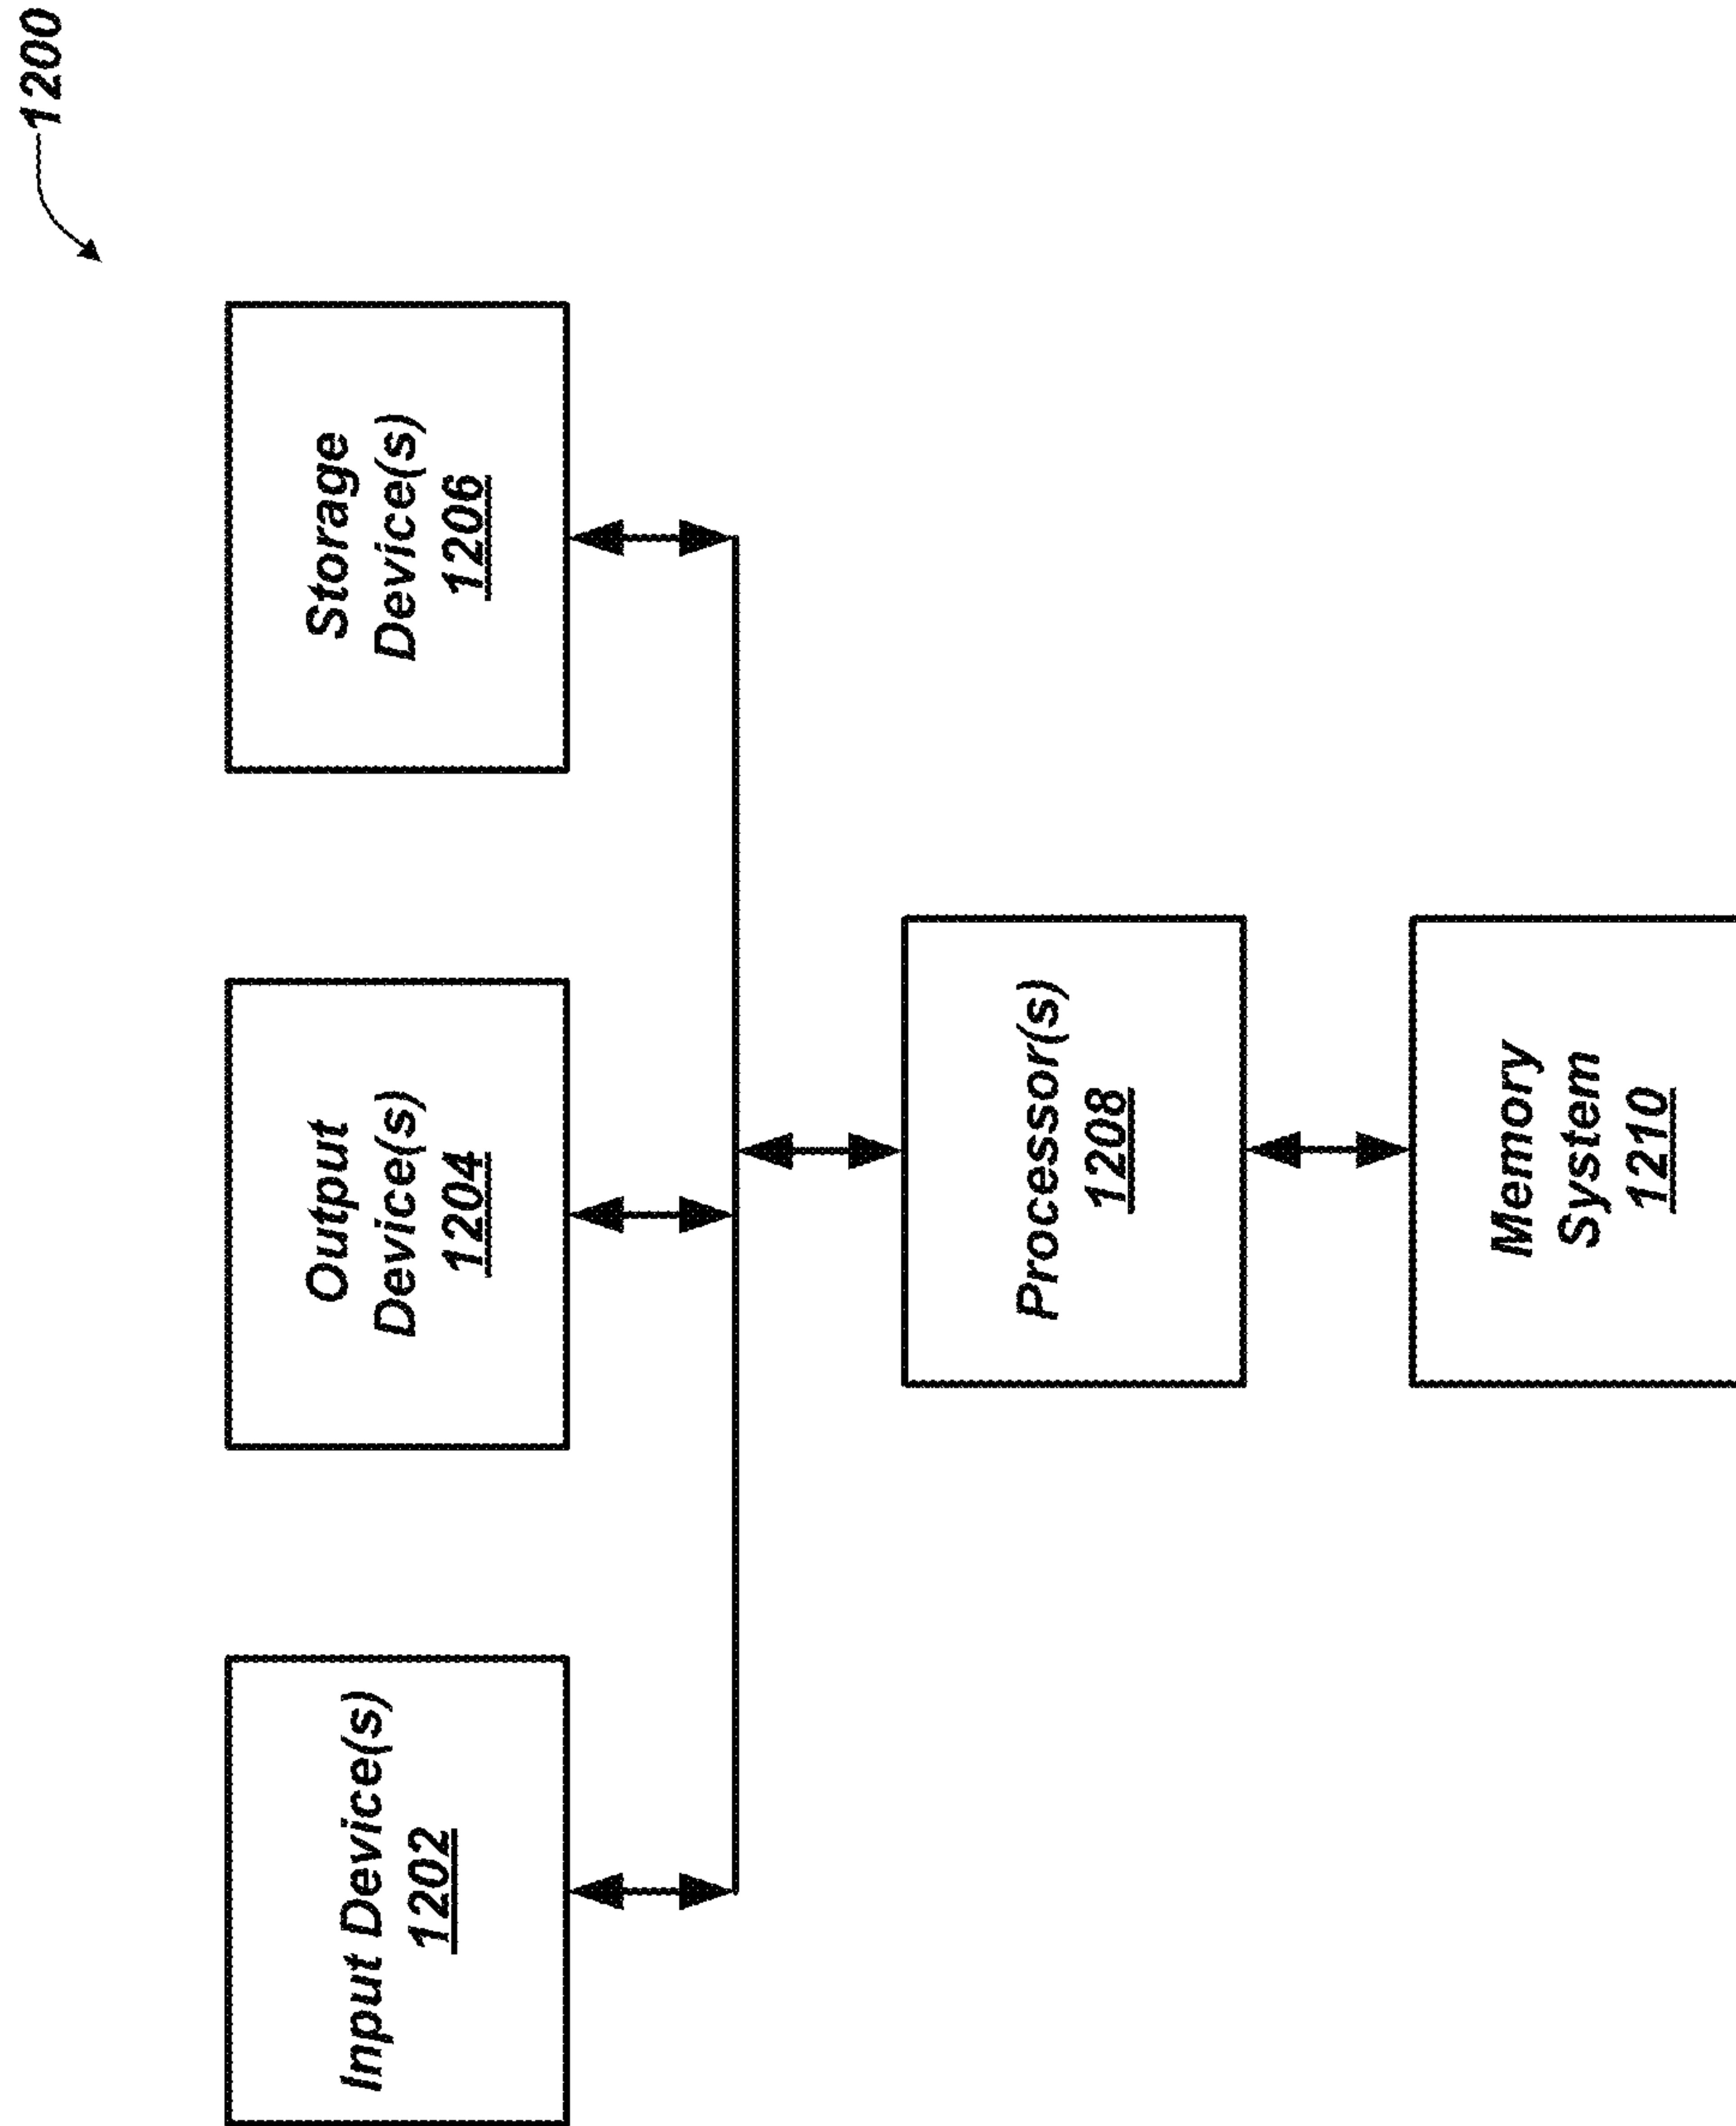 1200
Input Device(s)
1202
Output
Device(s)
1204
Storage
Device(s)
1206
Processor(s)
1208
Memory
System
1210